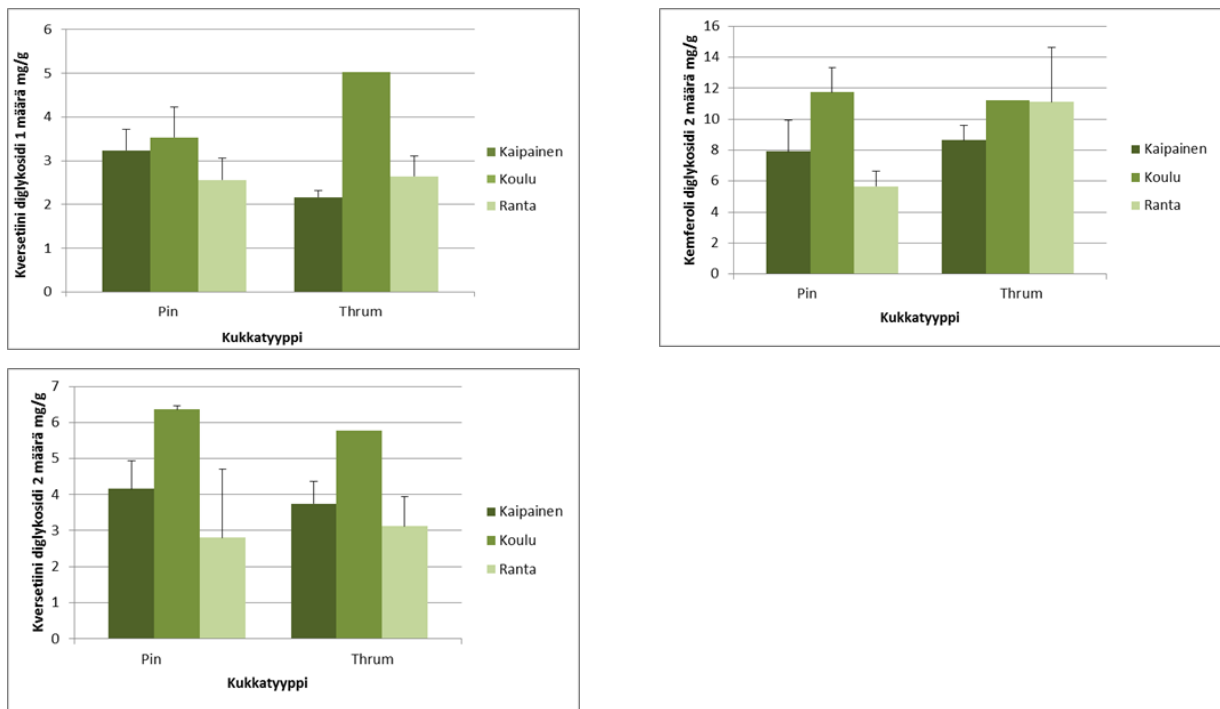 Kversetiini diglykosidi 1 määrä mg/g
6
5
4
3
2
1
0
Pin
Thrum
Kukkatyyppi
Kaipainen
Koulu
Ranta
Kemferoli diglykosidi 2 määrä mg/g
16
14
12
10
8
6
4
2
0
Pin
Thrum
Kukkatyyppi
Kaipainen
Koulu
Ranta
Kversetiini diglykosidi 2 määrä mg/g
7
6
5
4
3
2
1
0
Pin
Thrum
Kukkatyyppi
Kaipainen
Koulu
Ranta